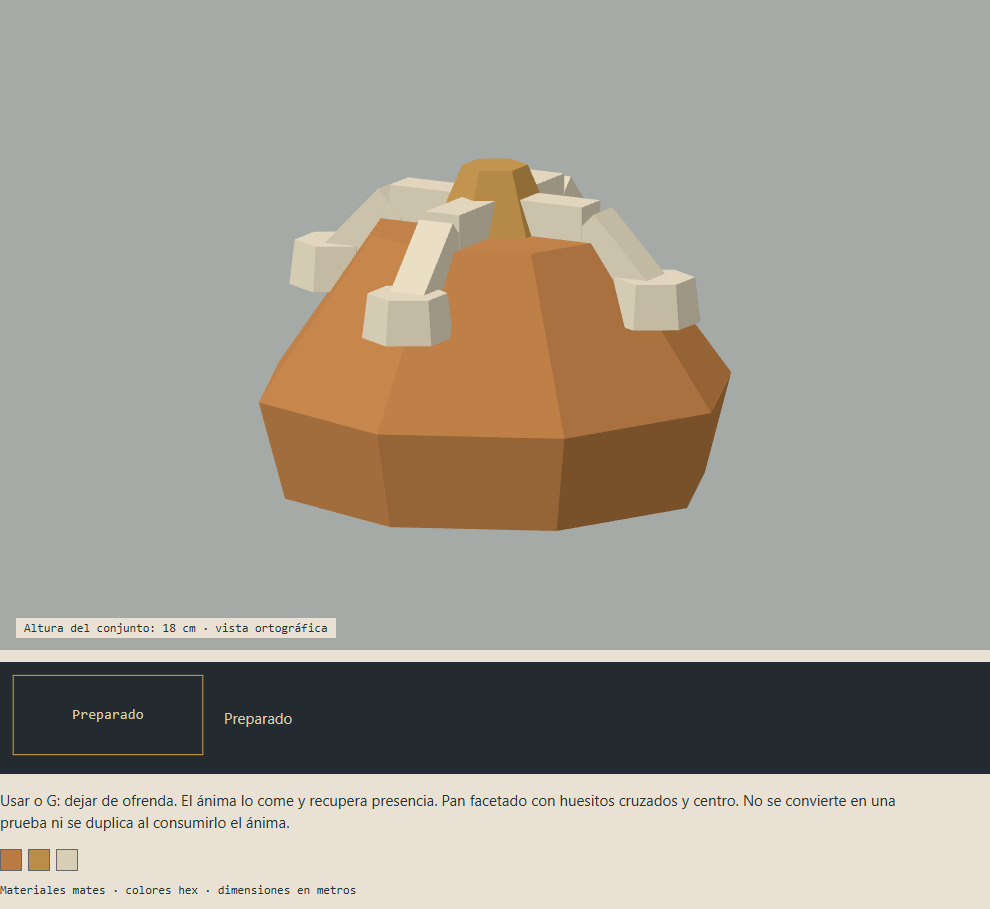 Altura del conjunto: 18 cm · vista ortográfica
Preparado
Preparado
Usar o G: dejar de ofrenda. El ánima lo come y recupera presencia. Pan facetado con huesitos cruzados y centro. No se convierte en una
prueba ni se duplica al consumirlo el ánima.
Materiales mates · colores hex · dimensiones en metros